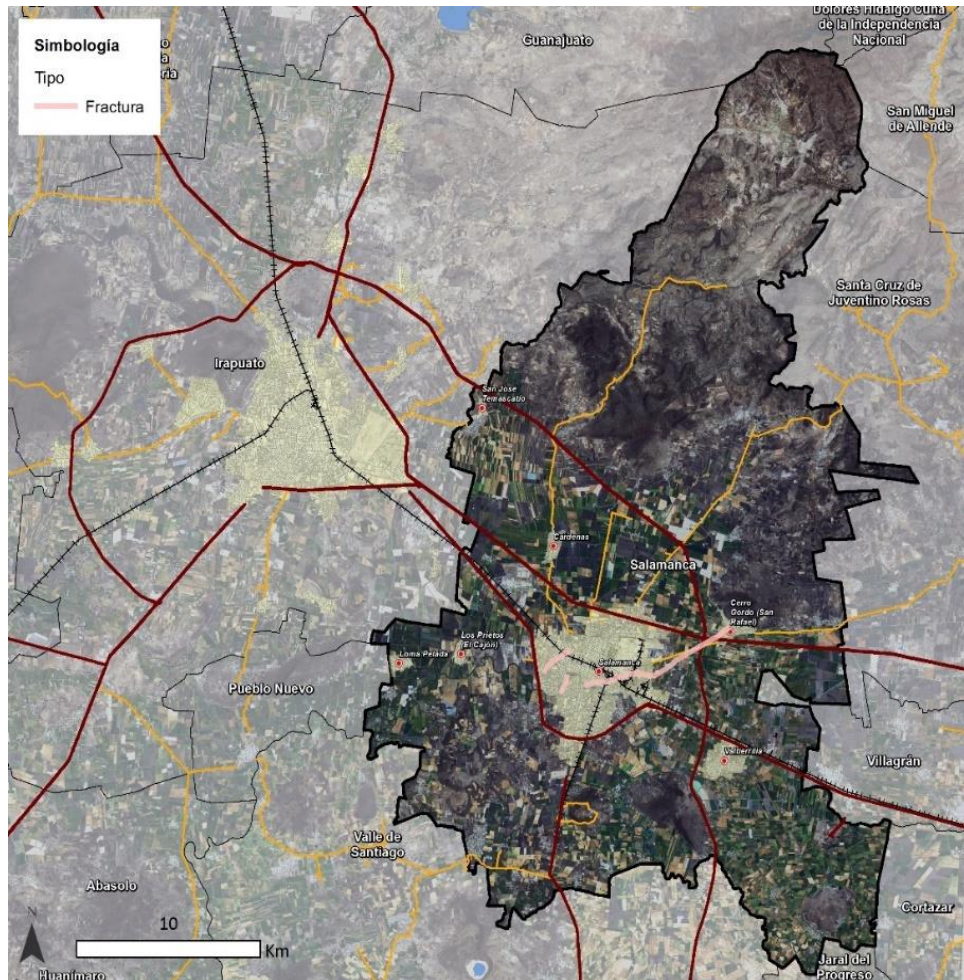 Simbología
Tipo
Fractura
Dolores Hidalgo Cuna
de la Independencia
Nacional
Guanajuato
San Miguel
de Allende
Santa Cruz de
Juventino Rosas
Irapuato
San José
Temascatío
Cárdenas
Salamanca
Cerro
Gordo (San
Rafael)
Los Prietos
(El Cajón)
Loma Pelada
Salamanca
Pueblo Nuevo
Valtierrilla
Villagrán
Valle de
Santiago
Abasolo
Cortazar
N
10
Km
Huanímaro
Jaral del
Progreso